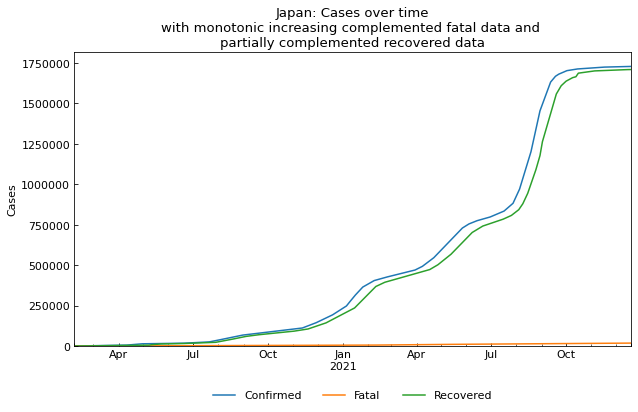 Japan: Cases over time
with monotonic increasing complemented fatal data and
partially complemented recovered data
1750000
1500000
1250000
1000000
750000
500000
250000
0
Cases
Apr Jul Oct Jan Apr Jul Oct
2021
Confirmed Fatal Recovered